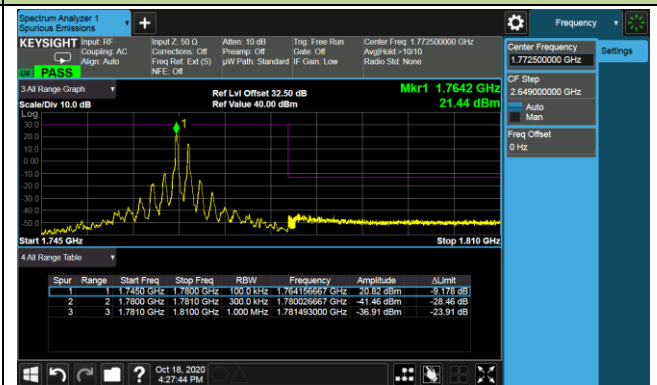 Spectrum Analyzer 1
Spurious Emissions
+
Frequency
KEYSIGHT Input: RF Input Z: 50 Ω Atten: 10 dB Trig: Free Run Center Freq: 1.772500000 GHz
Coupling: AC Corrections: Off Preamp: Off Gate: Off Avg|Hold:>10/10
Align: Auto Freq Ref: Ext (S) µW Path: Standard IF Gain: Low Radio Std: None
NFE: Off
PASS
Center Frequency
1.772500000 GHz
Settings
CF Step
2.649000000 GHz
Auto
Man
Freq Offset
0 Hz
3 All Range Graph
Ref Lvl Offset 32.50 dB
Mkr1 1.7642 GHz
Scale/Div 10.0 dB
Ref Value 40.00 dBm
21.44 dBm
Log
30.0
20.0
10.0
0.00
-10.0
-20.0
-30.0
-40.0
-50.0
1
Start 1.745 GHz
Stop 1.810 GHz
4 All Range Table
Spur Range Start Freq Stop Freq RBW Frequency Amplitude ΔLimit
1 1 1.7450 GHz 1.7800 GHz 100.0 kHz 1.764156667 GHz 20.82 dBm -9.178 dB
2 2 1.7800 GHz 1.7810 GHz 300.0 kHz 1.780026667 GHz -41.46 dBm -28.46 dB
3 3 1.7810 GHz 1.8100 GHz 1.000 MHz 1.781493000 GHz -36.91 dBm -23.91 dB
?
Oct 18, 2020
4:27:44 PM